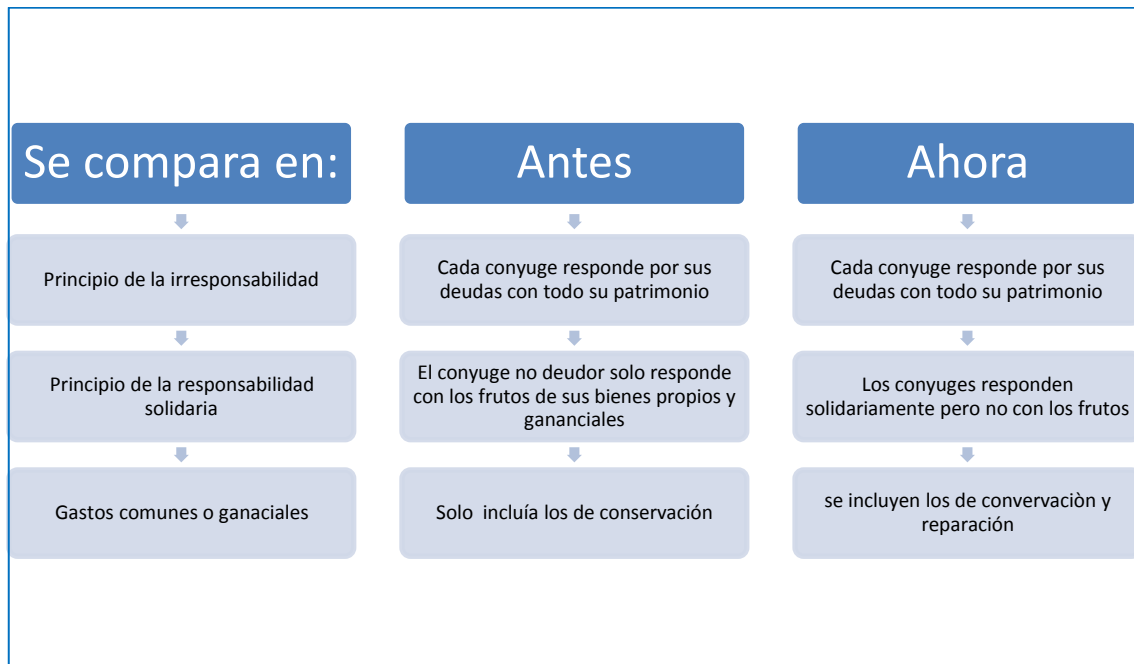 Se compara en:
Principio de la irresponsabilidad
Principio de la responsabilidad
solidaria
Gastos comunes o ganaciales
Antes
Cada conyuge responde por sus
deudas con todo su patrimonio
El conyuge no deudor solo responde
con los frutos de sus bienes propios y
gananciales
Solo incluía los de conservación
Ahora
Cada conyuge responde por sus
deudas con todo su patrimonio
Los conyuges responden
solidariamente pero no con los frutos
se incluyen los de convervaciòn y
reparación